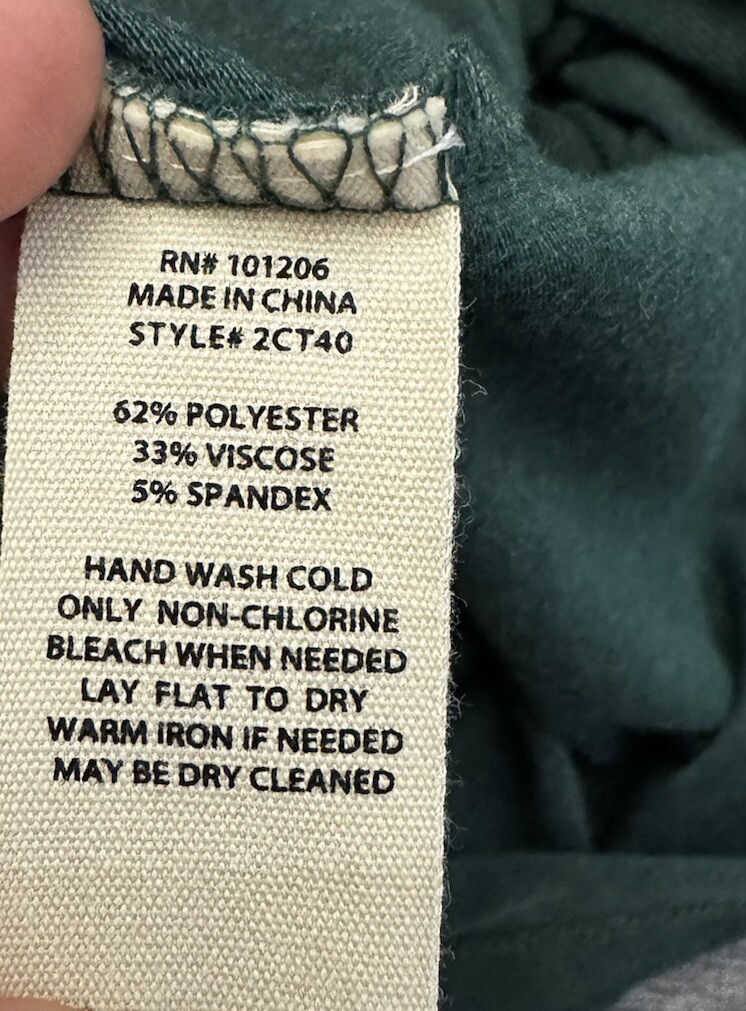 RN# 101206
MADE IN CHINA
STYLE# 2CT40
62% POLYESTER
33% VISCOSE
5% SPANDEX
HAND WASH COLD
ONLY NON-CHLORINE
BLEACH WHEN NEEDED
LAY FLAT TO DRY
WARM IRON IF NEEDED
MAY BE DRY CLEANED